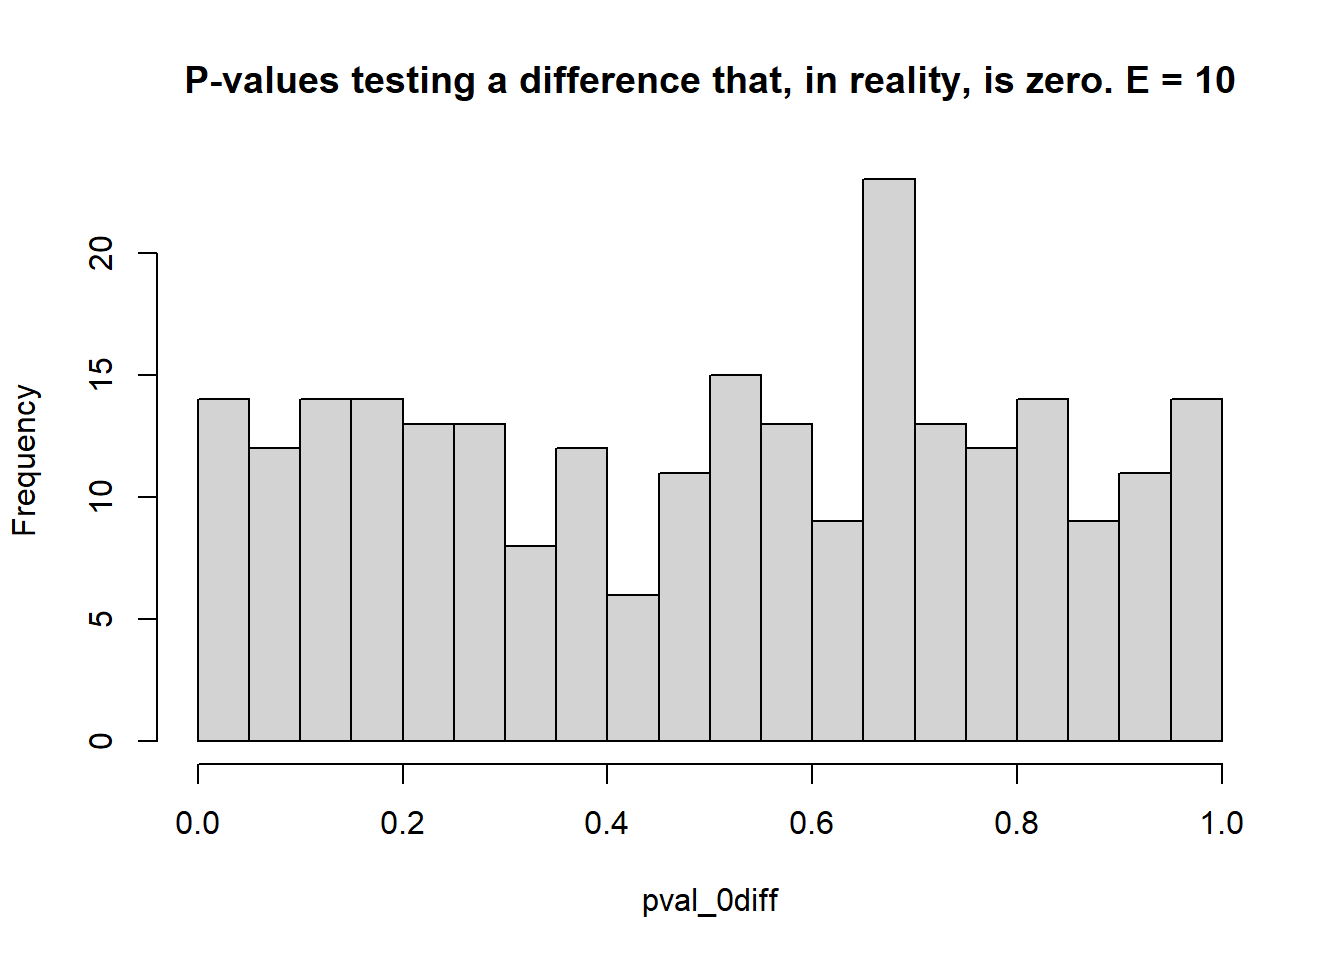 P-values testing a difference that, in reality, is zero. E = 10
Frequency
20
15
10
5
0
0.0 0.2 0.4 0.6 0.8 1.0
pval_0diff